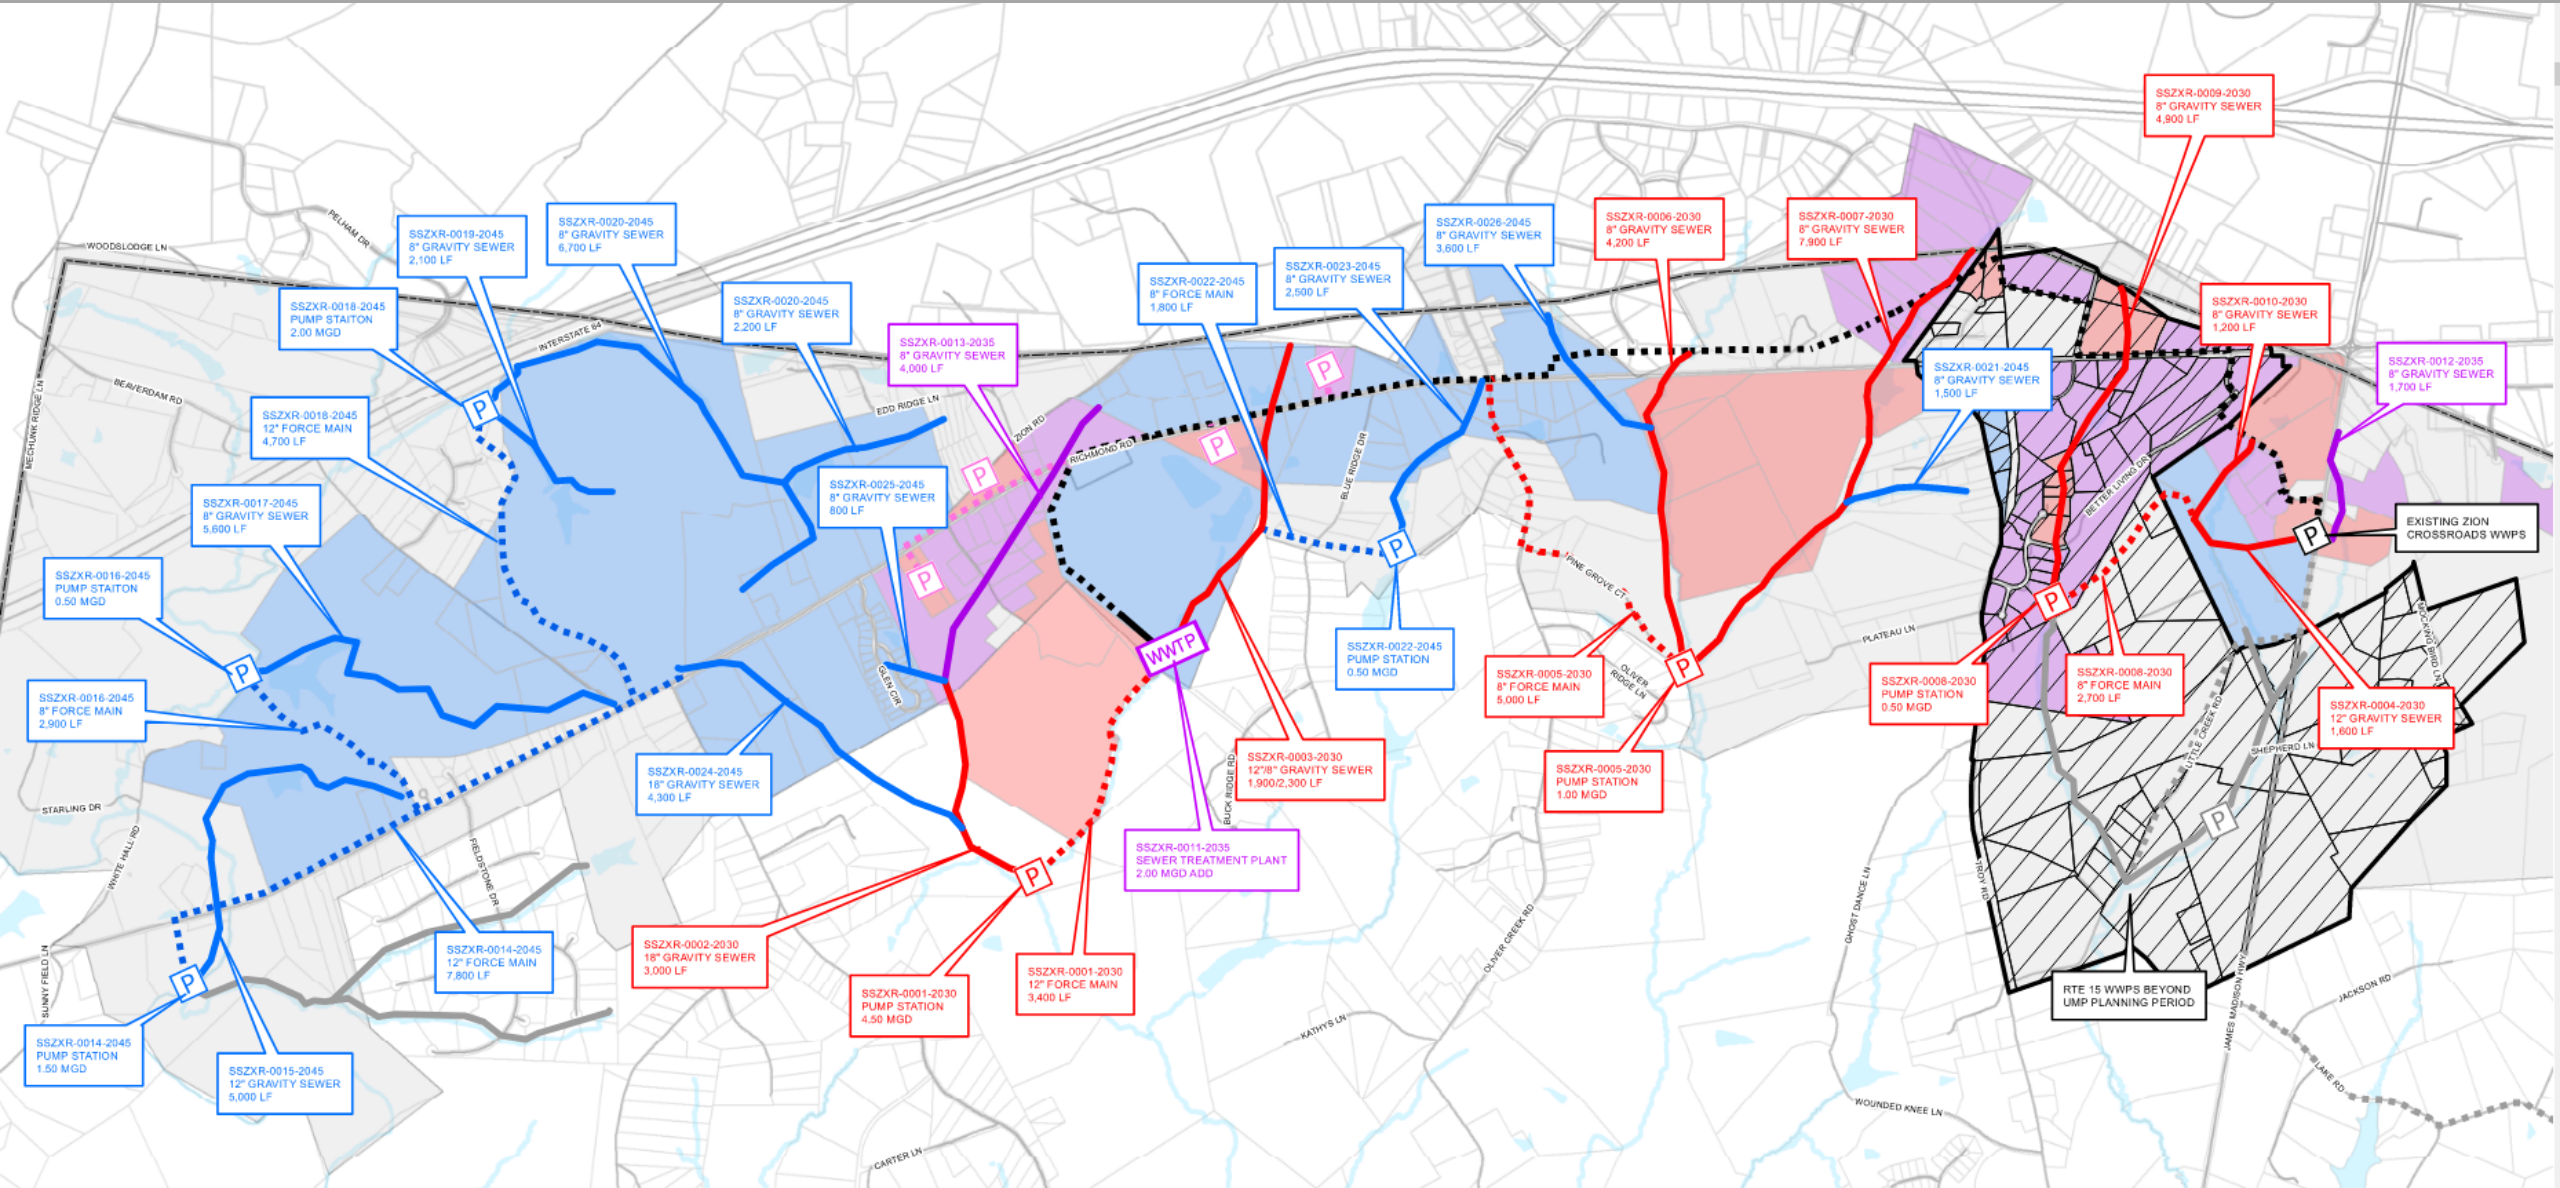 SSZXR-0009-2030
8" GRAVITY SEWER
4,900 LF
PELHAM DR
WOODSLODGE LN
SSZXR-0019-2045
8" GRAVITY SEWER
2,100 LF
SSZXR-0020-2045
8" GRAVITY SEWER
6,700 LF
SSZXR-0026-2045
8" GRAVITY SEWER
3,600 LF
SSZXR-0006-2030
8" GRAVITY SEWER
4,200 LF
SSZXR-0007-2030
8" GRAVITY SEWER
7,900 LF
SSZXR-0018-2045
PUMP STAITON
2.00 MGD
SSZXR-0020-2045
8" GRAVITY SEWER
2,200 LF
SSZXR-0022-2045
8" FORCE MAIN
1,800 LF
SSZXR-0023-2045
8" GRAVITY SEWER
2,500 LF
SSZXR-0010-2030
8" GRAVITY SEWER
1,200 LF
INTERSTATE 64
SSZXR-0013-2035
8" GRAVITY SEWER
4,000 LF
SSZXR-0021-2045
8" GRAVITY SEWER
1,500 LF
SSZXR-0012-2035
8" GRAVITY SEWER
1,700 LF
BEAVERDAM RD
MECHUNK RIDGE LN
P
P
EDD RIDGE LN
ZION RD
RICHMOND RD
SSZXR-0018-2045
12" FORCE MAIN
4,700 LF
P
P
BLUE RIDGE DR
BETTER LIVING DR
SSZXR-0017-2045
8" GRAVITY SEWER
5,600 LF
SSZXR-0025-2045
8" GRAVITY SEWER
800 LF
P
P
EXISTING ZION
CROSSROADS WWPS
SSZXR-0016-2045
PUMP STAITON
0.50 MGD
P
PINE GROVE CT
P
MOCKING BIRD LN
P
GLEN CIR
WWTP
SSZXR-0022-2045
PUMP STATION
0.50 MGD
PLATEAU LN
SSZXR-0005-2030
8" FORCE MAIN
5,000 LF
OLIVER
RIDGE LN
P
SSZXR-0008-2030
PUMP STATION
0.50 MGD
SSZXR-0008-2030
8" FORCE MAIN
2,700 LF
SSZXR-0016-2045
8" FORCE MAIN
2,900 LF
LITTLE CREEK RD
SSZXR-0004-2030
12" GRAVITY SEWER
1,600 LF
SHEPHERD LN
SSZXR-0024-2045
18" GRAVITY SEWER
4,300 LF
BUCK RIDGE RD
SSZXR-0003-2030
12"/8" GRAVITY SEWER
1,900/2,300 LF
SSZXR-0005-2030
PUMP STATION
1.00 MGD
STARLING DR
WHITE HALL RD
FIELDSTONE DR
SSZXR-0011-2035
SEWER TREATMENT PLANT
2.00 MGD ADD
P
P
TROY RD
GHOST DANCE LN
SSZXR-0002-2030
18" GRAVITY SEWER
3,000 LF
SSZXR-0014-2045
12" FORCE MAIN
7,800 LF
SUNNY FIELD LN
P
SSZXR-0001-2030
PUMP STATION
4.50 MGD
SSZXR-0001-2030
12" FORCE MAIN
3,400 LF
OLIVER CREEK RD
RTE 15 WWPS BEYOND
UMP PLANNING PERIOD
JAMES MADISON HWY
JACKSON RD
KATHYS LN
SSZXR-0014-2045
PUMP STATION
1.50 MGD
SSZXR-0015-2045
12" GRAVITY SEWER
5,000 LF
LAKE RD
WOUNDED KNEE LN
CARTER LN